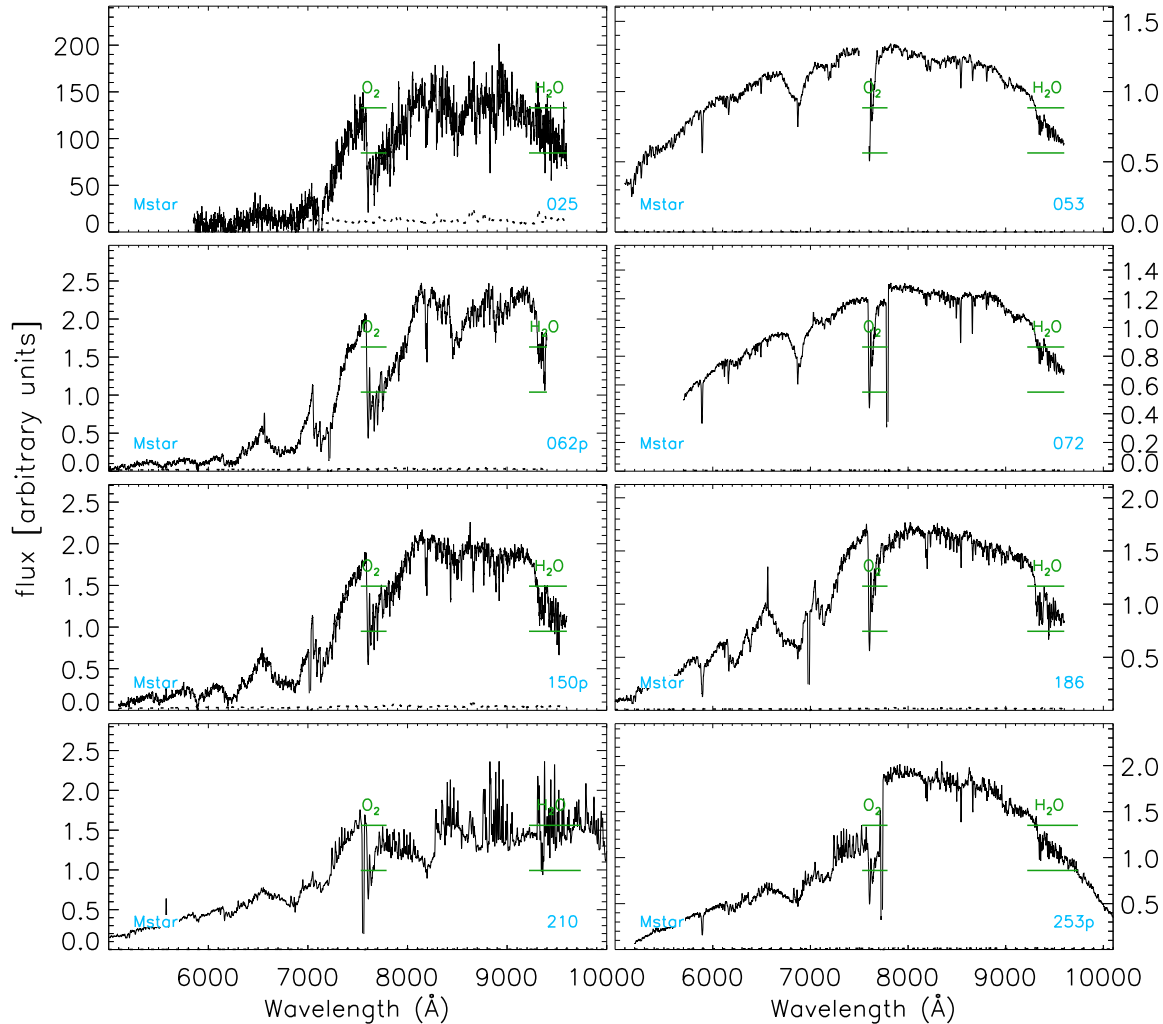 200
150
100
50
0
O₂
H₂O
Mstar
025
1.5
1.0
0.5
0.0
O₂
H₂O
Mstar
053
2.5
2.0
1.5
1.0
0.5
0.0
O₂
H₂O
Mstar
062p
1.4
1.2
1.0
0.8
0.6
0.4
0.2
0.0
O₂
H₂O
Mstar
072
flux [arbitrary units]
2.5
2.0
1.5
1.0
0.5
0.0
O₂
H₂O
Mstar
150p
2.0
1.5
1.0
0.5
O₂
H₂O
Mstar
186
2.5
2.0
1.5
1.0
0.5
0.0
O₂
H₂O
Mstar
210
2.0
1.5
1.0
0.5
O₂
H₂O
Mstar
253p
6000 7000 8000 9000 10000
6000 7000 8000 9000 10000
Wavelength (Å)
Wavelength (Å)